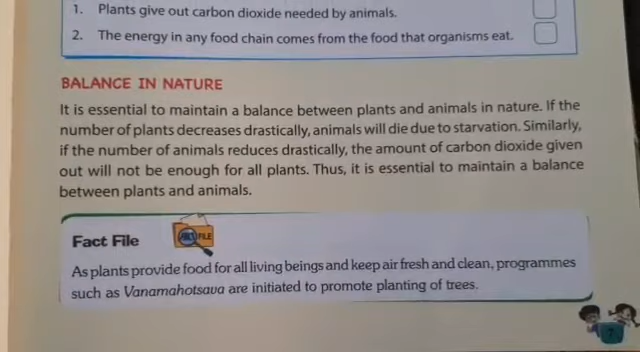 1. Plants give out carbon dioxide needed by animals.
2. The energy in any food chain comes from the food that organisms eat.
BALANCE IN NATURE
It is essential to maintain a balance between plants and animals in nature. If the
number of plants decreases drastically, animals will die due to starvation. Similarly,
if the number of animals reduces drastically, the amount of carbon dioxide given
out will not be enough for all plants. Thus, it is essential to maintain a balance
between plants and animals.
Fact File
As plants provide food for all living beings and keep air fresh and clean, programmes
such as Vanamahotsava are initiated to promote planting of trees.